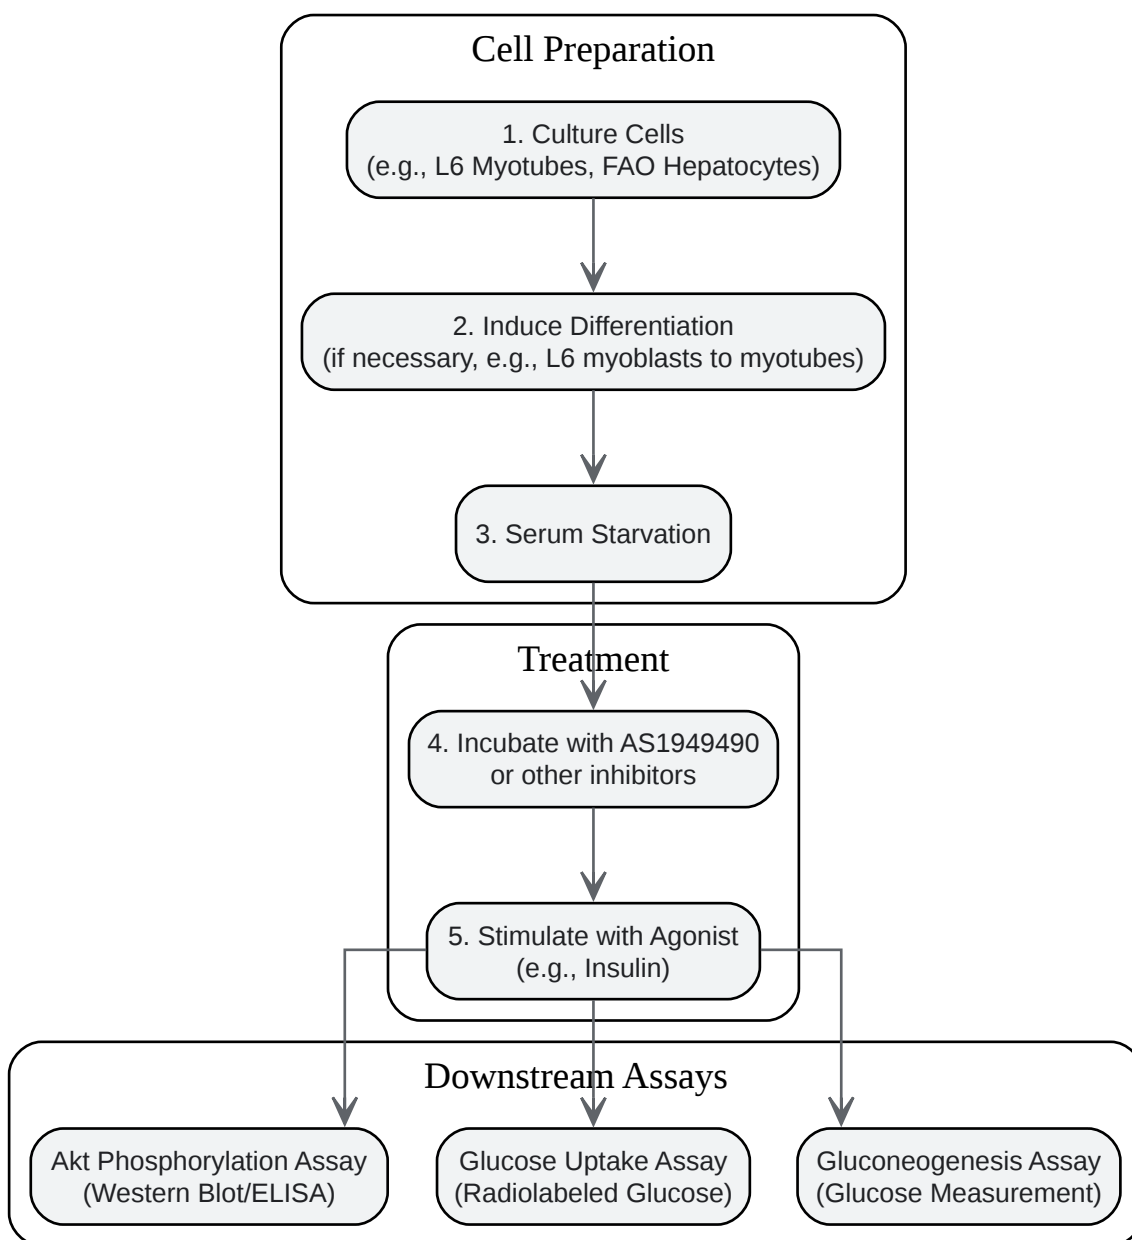 Cell Preparation
1. Culture Cells
(e.g., L6 Myotubes, FAO Hepatocytes)
2. Induce Differentiation
(if necessary, e.g., L6 myoblasts to myotubes)
3. Serum Starvation
Treatment
4. Incubate with AS1949490
or other inhibitors
5. Stimulate with Agonist
(e.g., Insulin)
Downstream Assays
Akt Phosphorylation Assay
(Western Blot/ELISA)
Glucose Uptake Assay
(Radiolabeled Glucose)
Gluconeogenesis Assay
(Glucose Measurement)